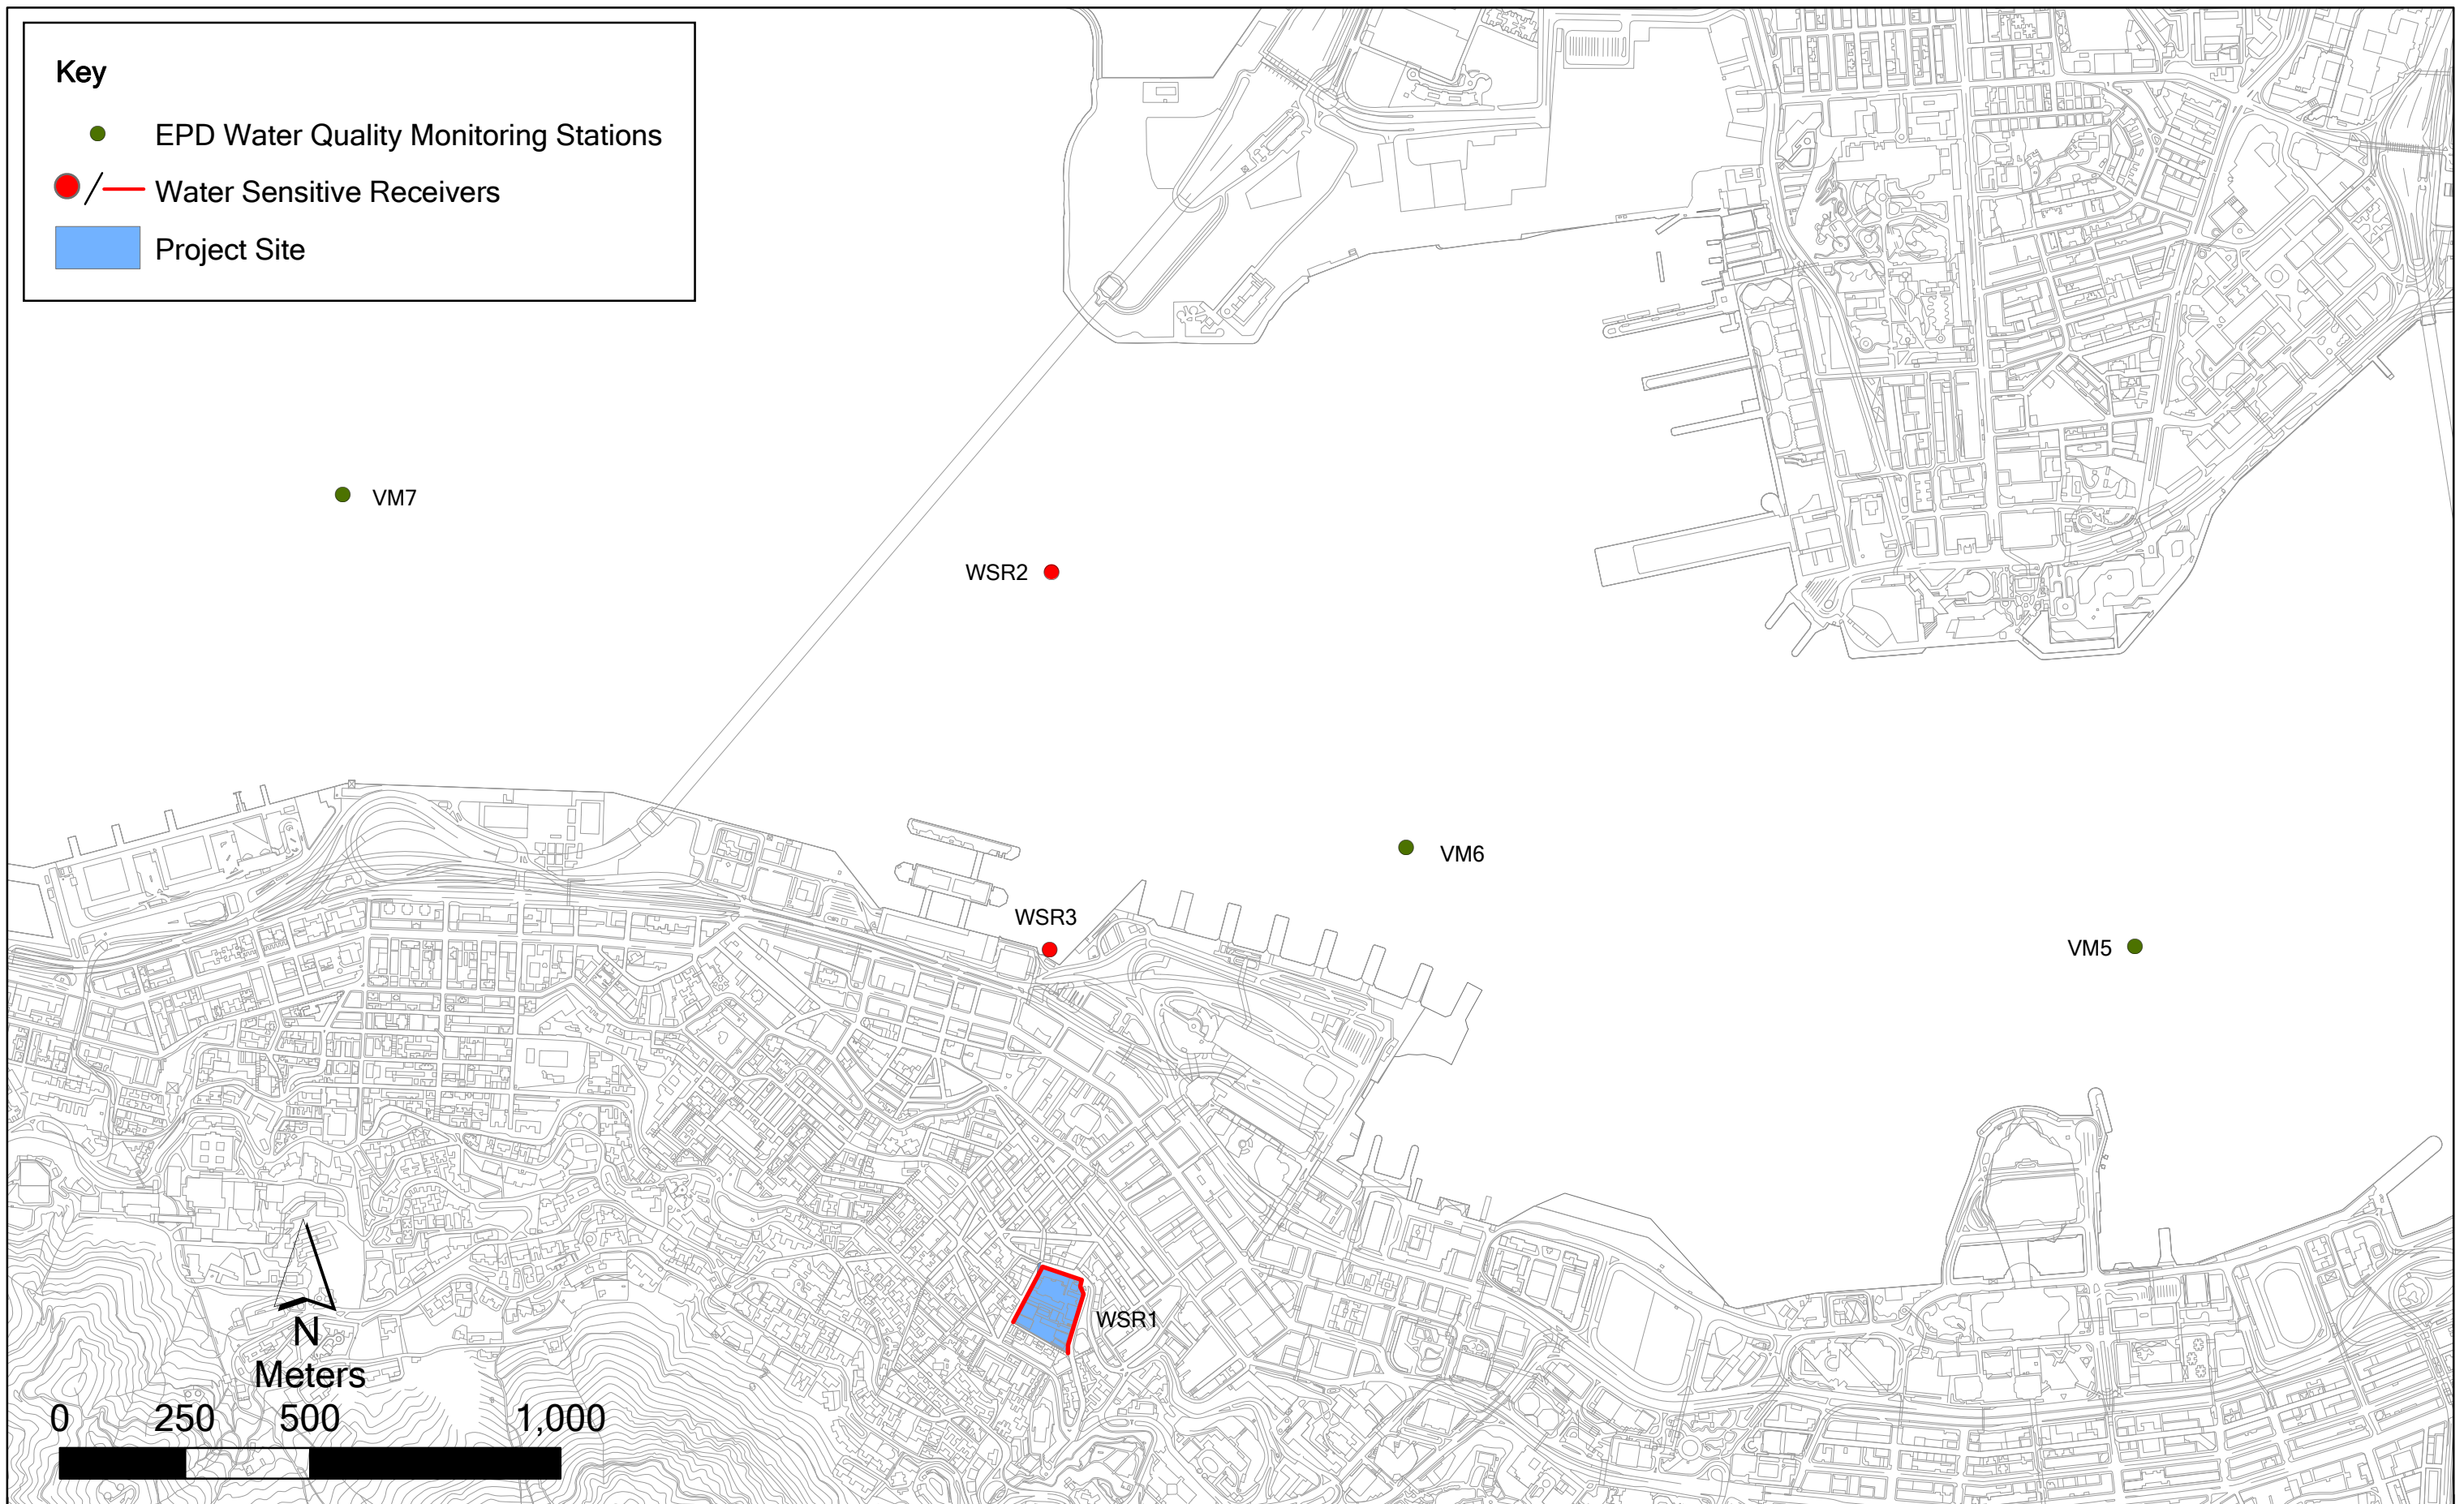 Key
EPD Water Quality Monitoring Stations
/ Water Sensitive Receivers
Project Site
VM7
WSR2
VM6
WSR3
VM5
WSR1
N
Meters
0 250 500 1,000